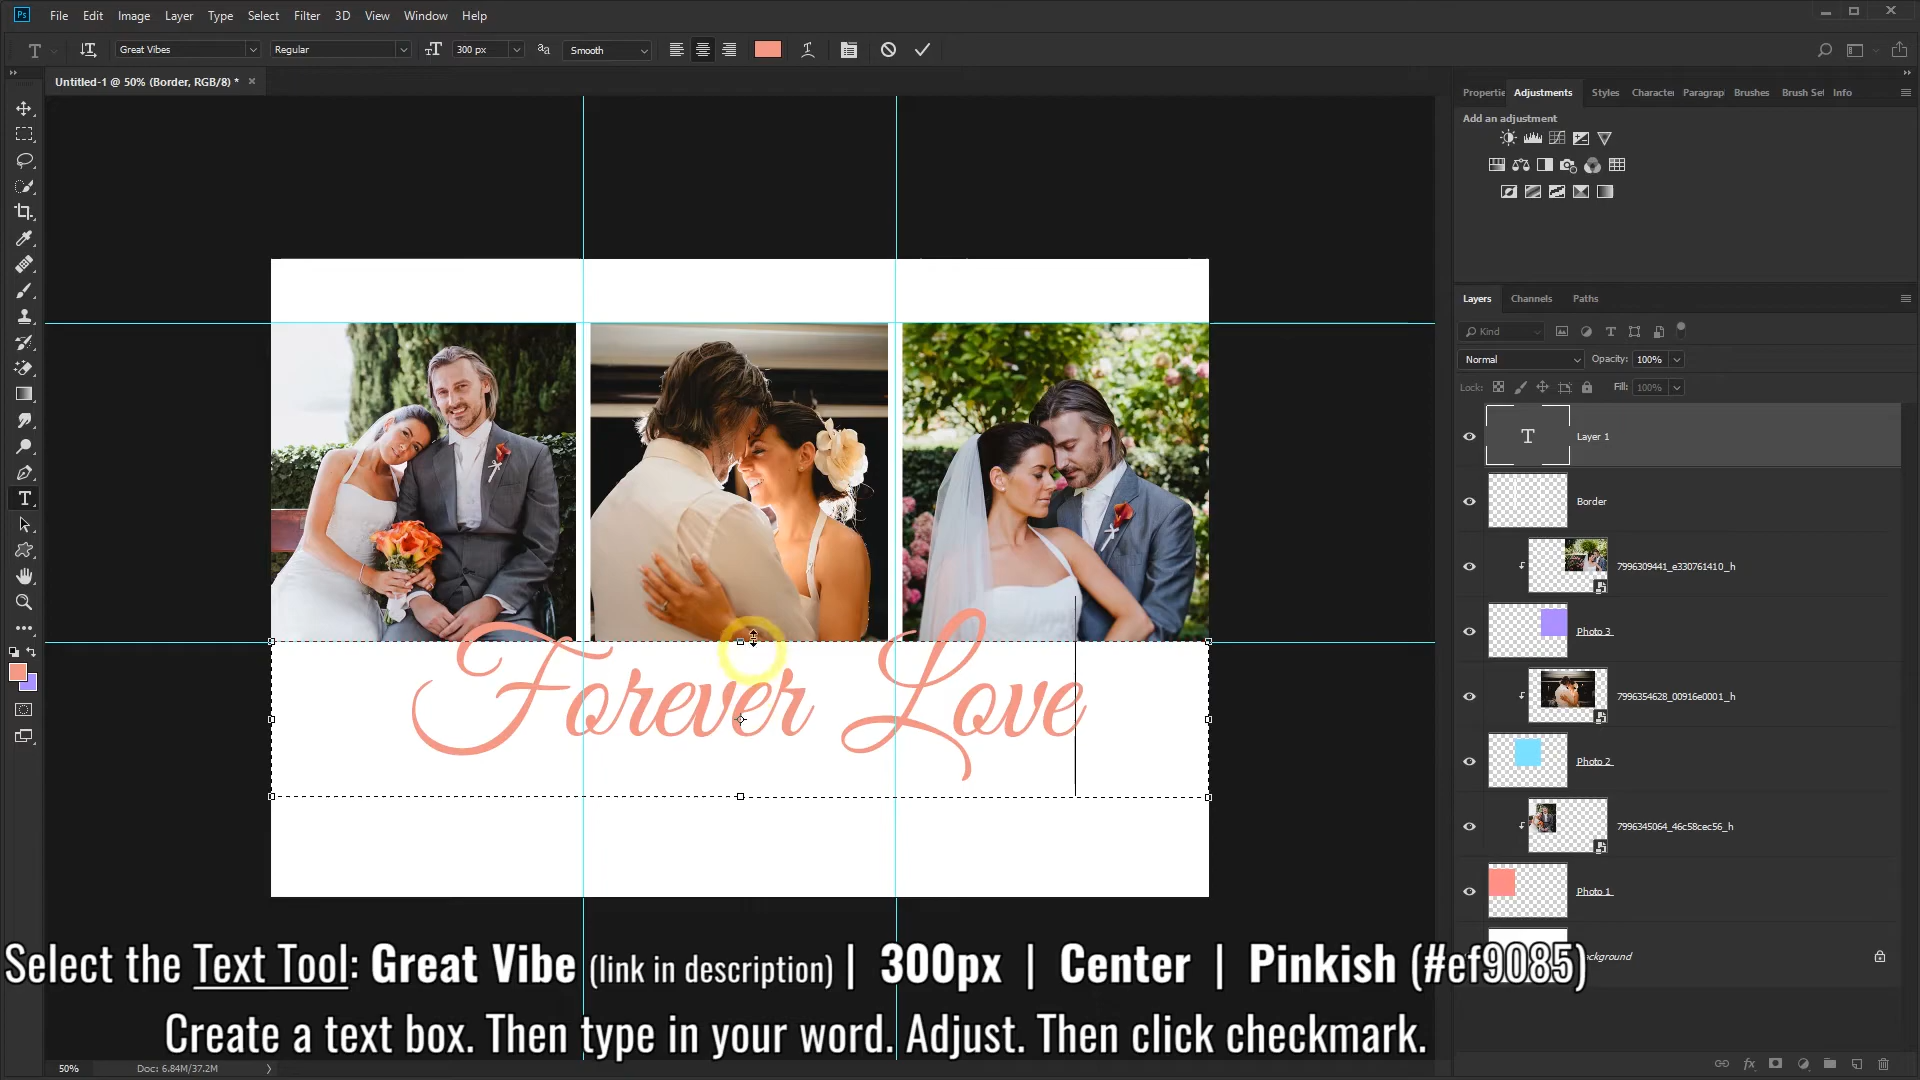 File Edit Image Layer Type Select Filter 3D View Window Help
Great Vibes Regular 300 px Smooth
Untitled-1 @ 50% (Border, RGB/8) *
Adjustments Styles Brushes Info
Add an adjustment
Layers Channels Paths
Kind
Normal Opacity: 100%
Lock: Fill: 100%
T Layer 1
Border
7996309441_e330761410_h
Photo 3
7996354628_00916e0001_h
Photo 2
7996345064_46c58cec56_h
Photo 1
Forever Love
Select the Text Tool: Great Vibe (link in description) | 300px | Center | Pinkish (#ef9085)
Create a text box. Then type in your word. Adjust. Then click checkmark.
50% Doc: 6.84M/37.2M